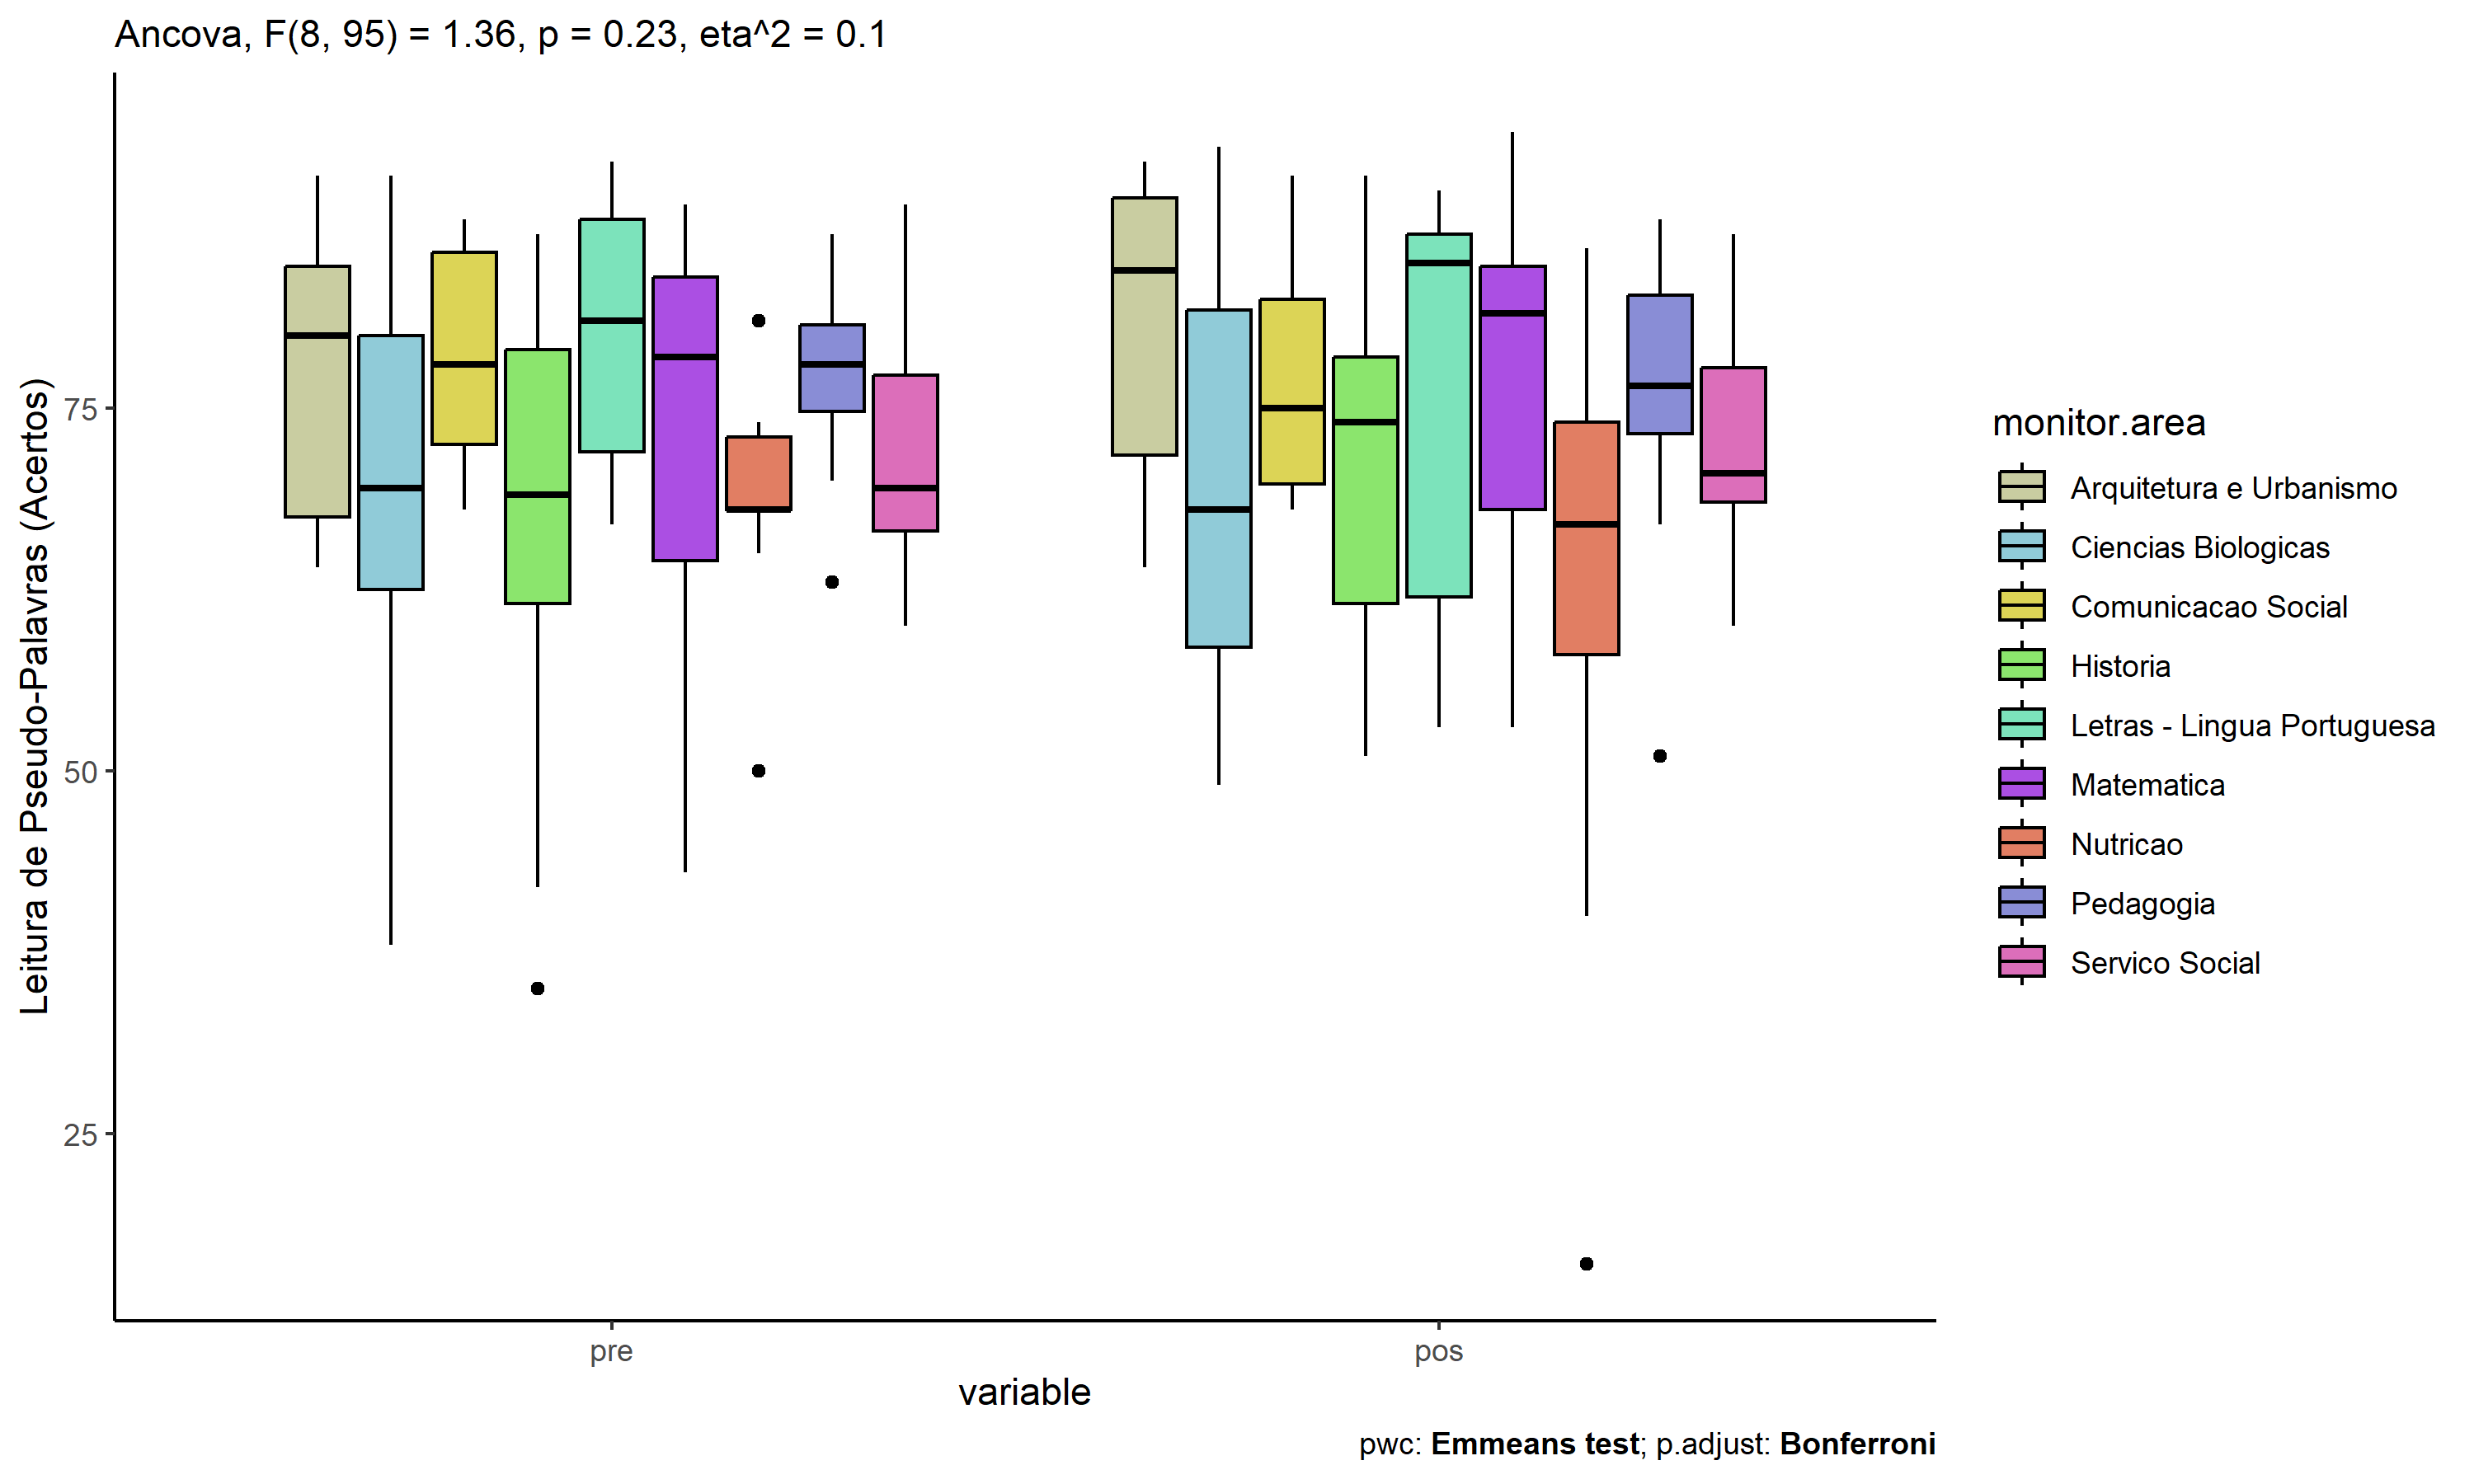 Ancova, F(8, 95) = 1.36, p = 0.23, eta^2 = 0.1
Leitura de Pseudo-Palavras (Acertos)
75
50
25
pre
pos
variable
monitor.area
Arquitetura e Urbanismo
Ciencias Biologicas
Comunicacao Social
Historia
Letras - Lingua Portuguesa
Matematica
Nutricao
Pedagogia
Servico Social
pwc: Emmeans test; p.adjust: Bonferroni